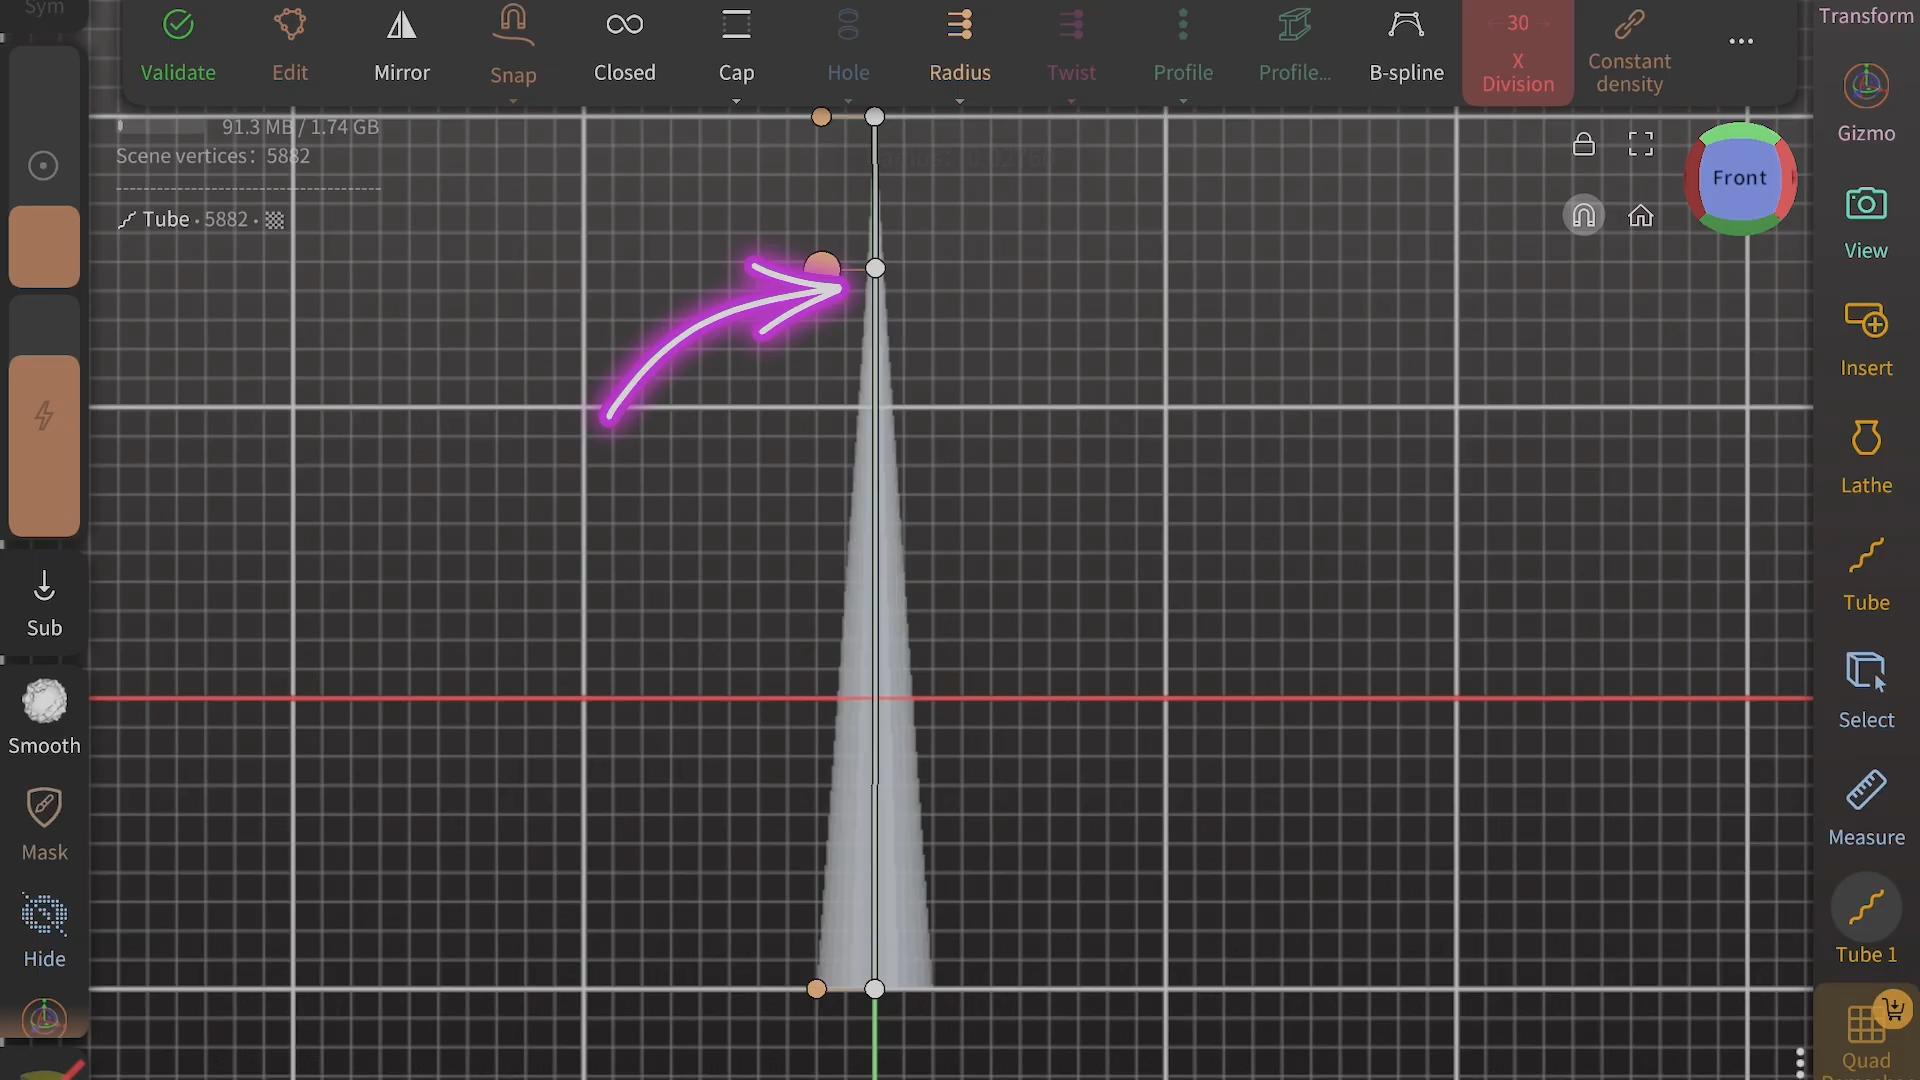 Sym
Validate
Edit
Mirror
Snap
Closed
Cap
Hole
Radius
Twist
Profile
Profile...
B-spline
30
X
Division
Constant
density
...
Transform
91.3 MB / 1.74 GB
Scene vertices: 5882
Tube · 5882 ·
Front
Gizmo
View
Insert
Lathe
Tube
Select
Measure
Tube 1
Quad
Sub
Smooth
Mask
Hide